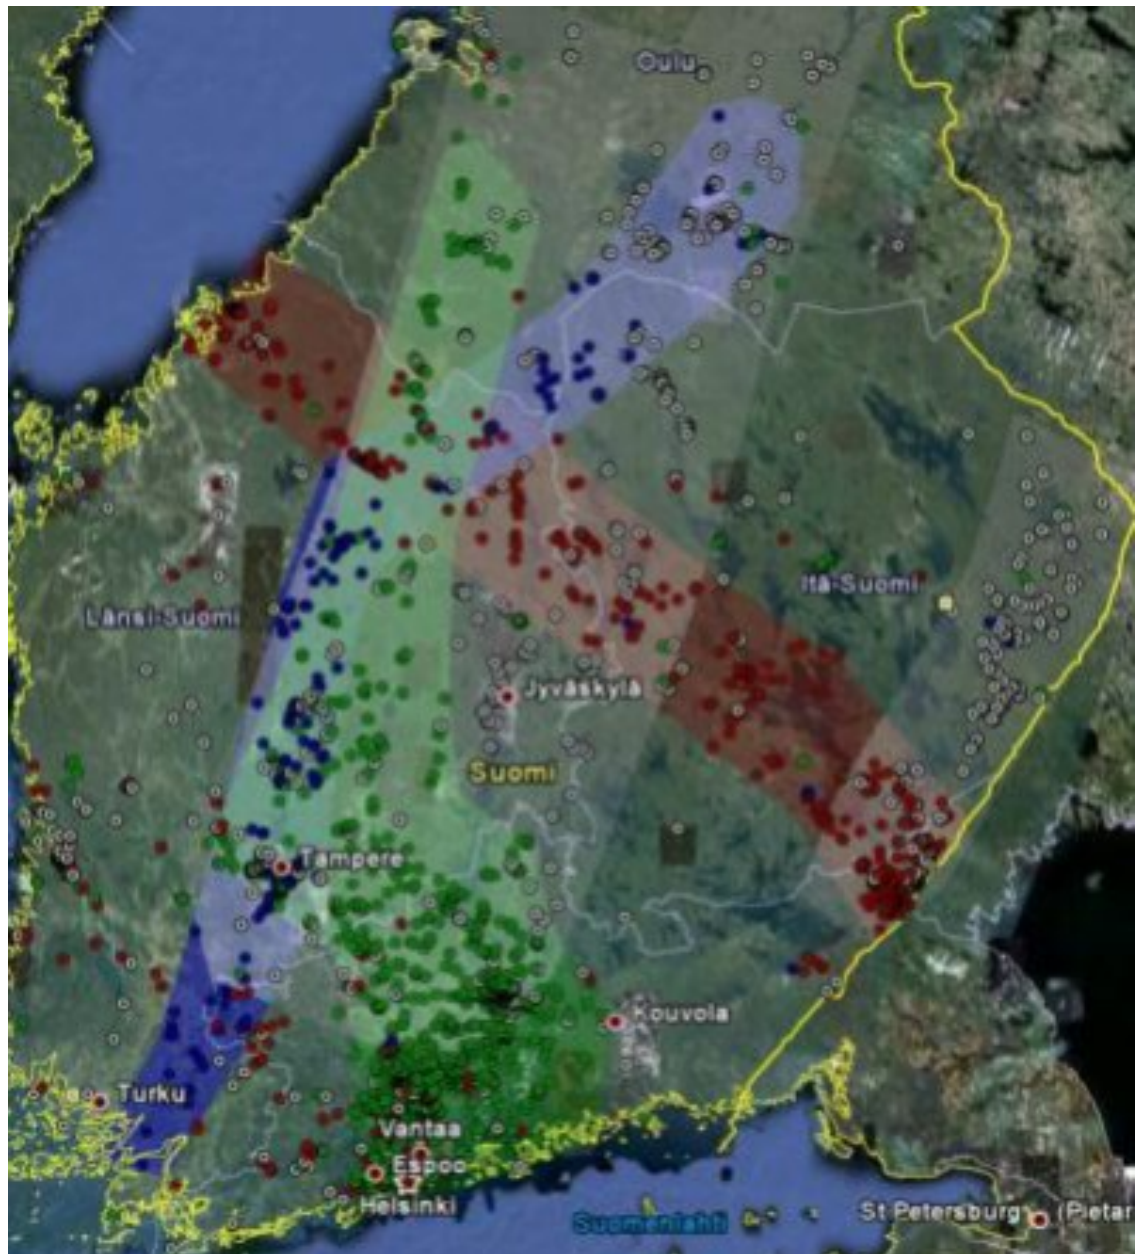 Oulu
Itä-Suomi
Länsi-Suomi
Jyväskylä
Suomi
Tampere
Kouvola
Turku
Vantaa
Espoo
Helsinki
Suomenlahti
St Petersburg (Pietar